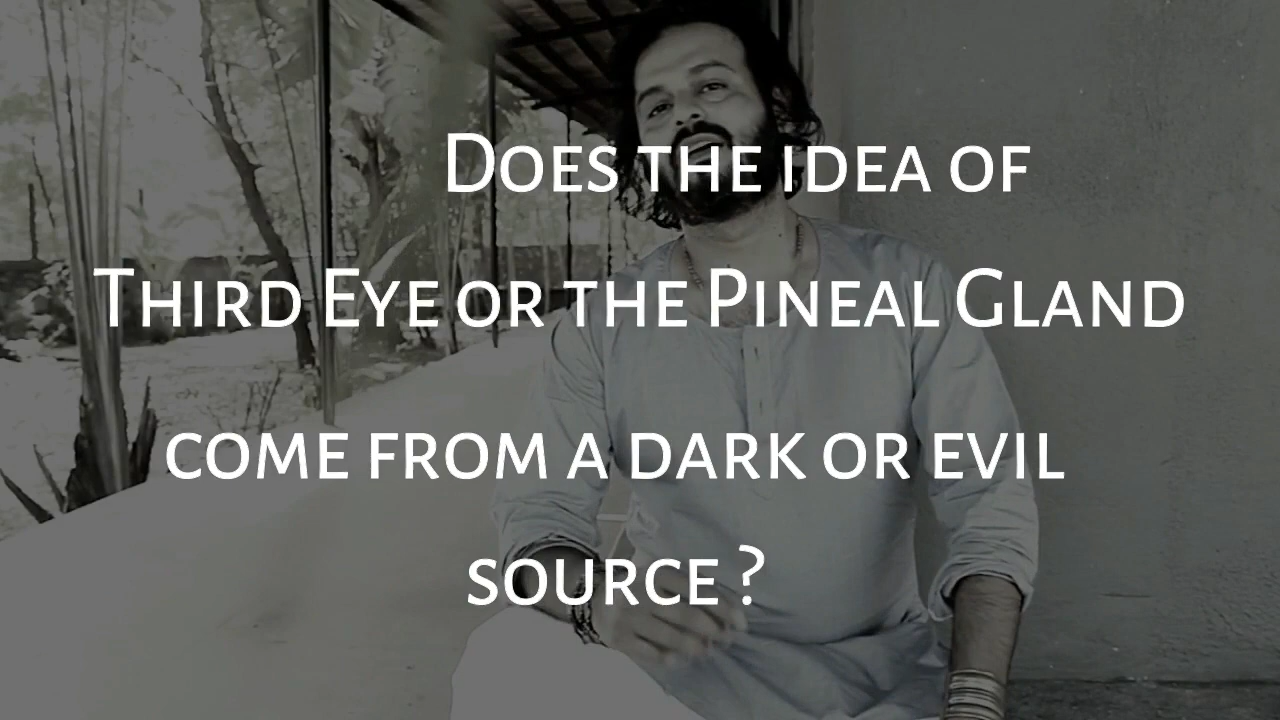 Does the idea of
Third Eye or the Pineal Gland
come from a dark or evil
source ?